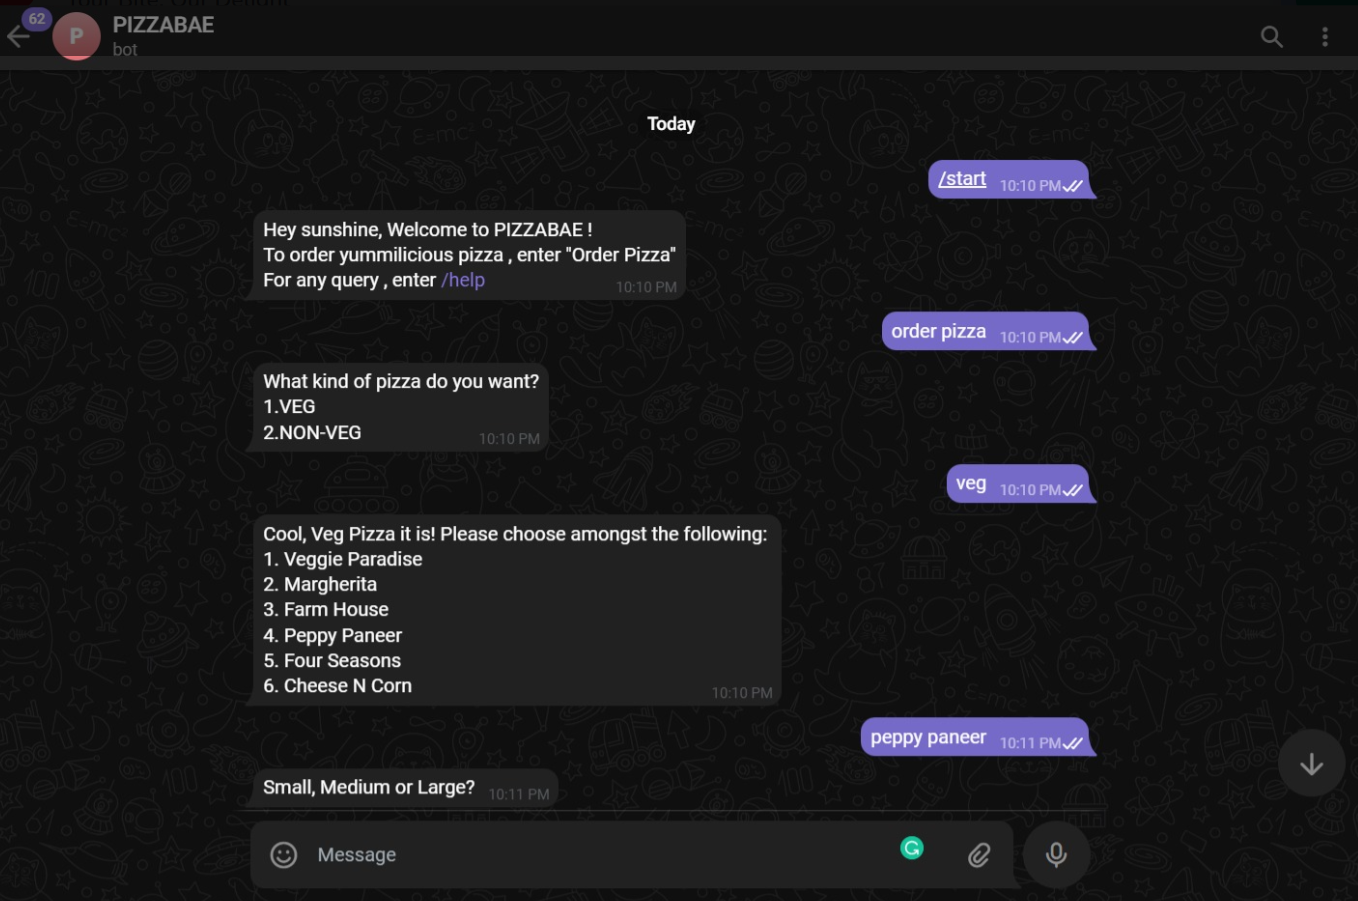 62
P
PIZZABAE
bot
Today
/start 10:10 PM
Hey sunshine, Welcome to PIZZABAE !
To order yummilicious pizza , enter "Order Pizza"
For any query , enter /help 10:10 PM
order pizza 10:10 PM
What kind of pizza do you want?
1.VEG
2.NON-VEG 10:10 PM
veg 10:10 PM
Cool, Veg Pizza it is! Please choose amongst the following:
1. Veggie Paradise
2. Margherita
3. Farm House
4. Peppy Paneer
5. Four Seasons
6. Cheese N Corn 10:10 PM
peppy paneer 10:11 PM
Small, Medium or Large? 10:11 PM
Message